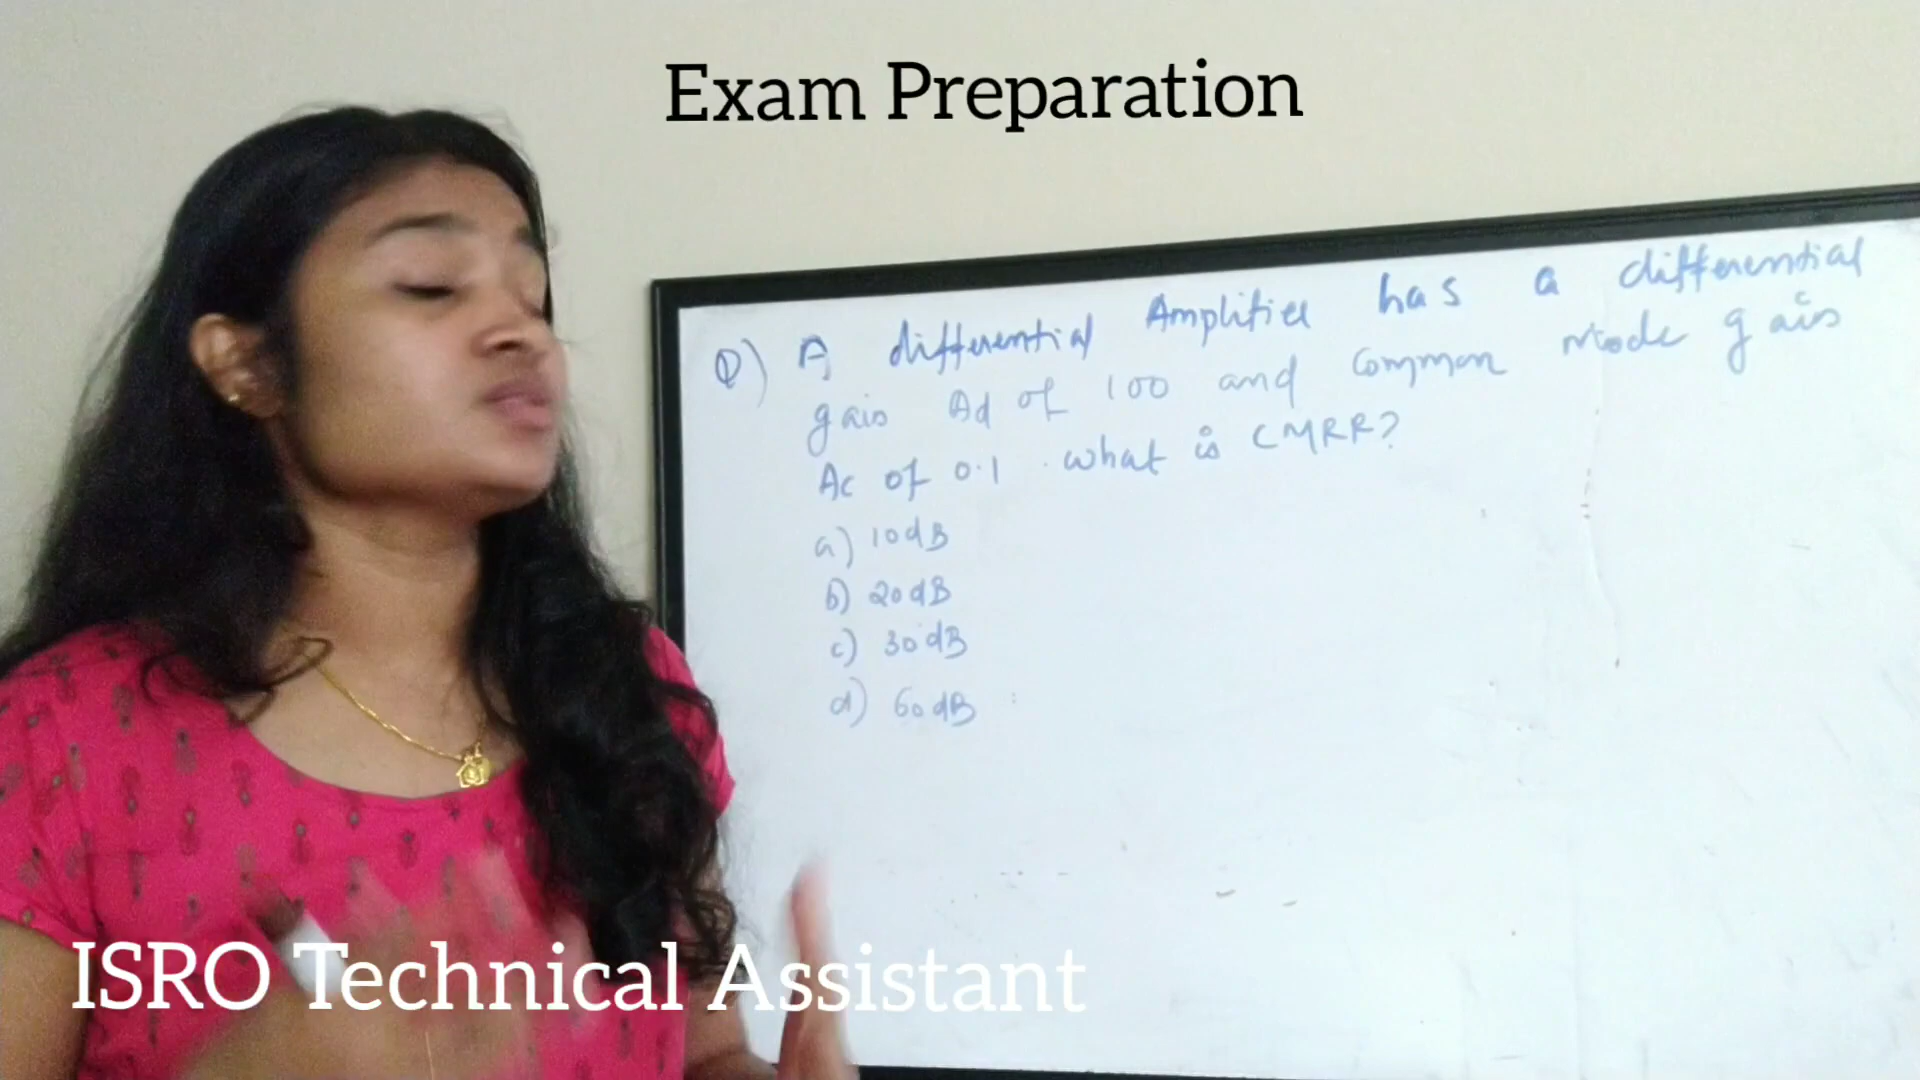 Exam Preparation
Q) A differential Amplifier has a differential
gain Ad of 100 and common mode gain
Ac of 0.1 . what is CMRR?
a) 10dB
b) 20dB
c) 30dB
d) 60dB
ISRO Technical Assistant